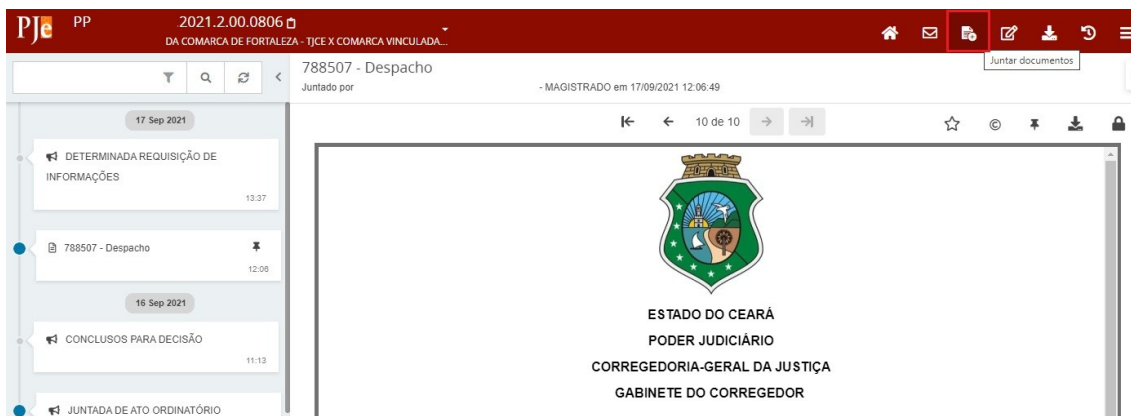 PJe PP .2021.2.00.0806
DA COMARCA DE FORTALEZA - TJCE X COMARCA VINCULADA...
Juntar documentos
788507 - Despacho
Juntado por - MAGISTRADO em 17/09/2021 12:06:49
10 de 10
17 Sep 2021
DETERMINADA REQUISIÇÃO DE
INFORMAÇÕES
13:37
788507 - Despacho
12:06
16 Sep 2021
CONCLUSOS PARA DECISÃO
11:13
JUNTADA DE ATO ORDINATÓRIO
ESTADO DO CEARÁ
PODER JUDICIÁRIO
CORREGEDORIA-GERAL DA JUSTIÇA
GABINETE DO CORREGEDOR